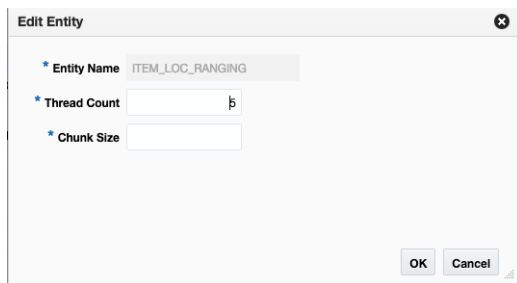 Edit Entity
* Entity Name ITEM_LOC_RANGING
* Thread Count 5
* Chunk Size
OK Cancel